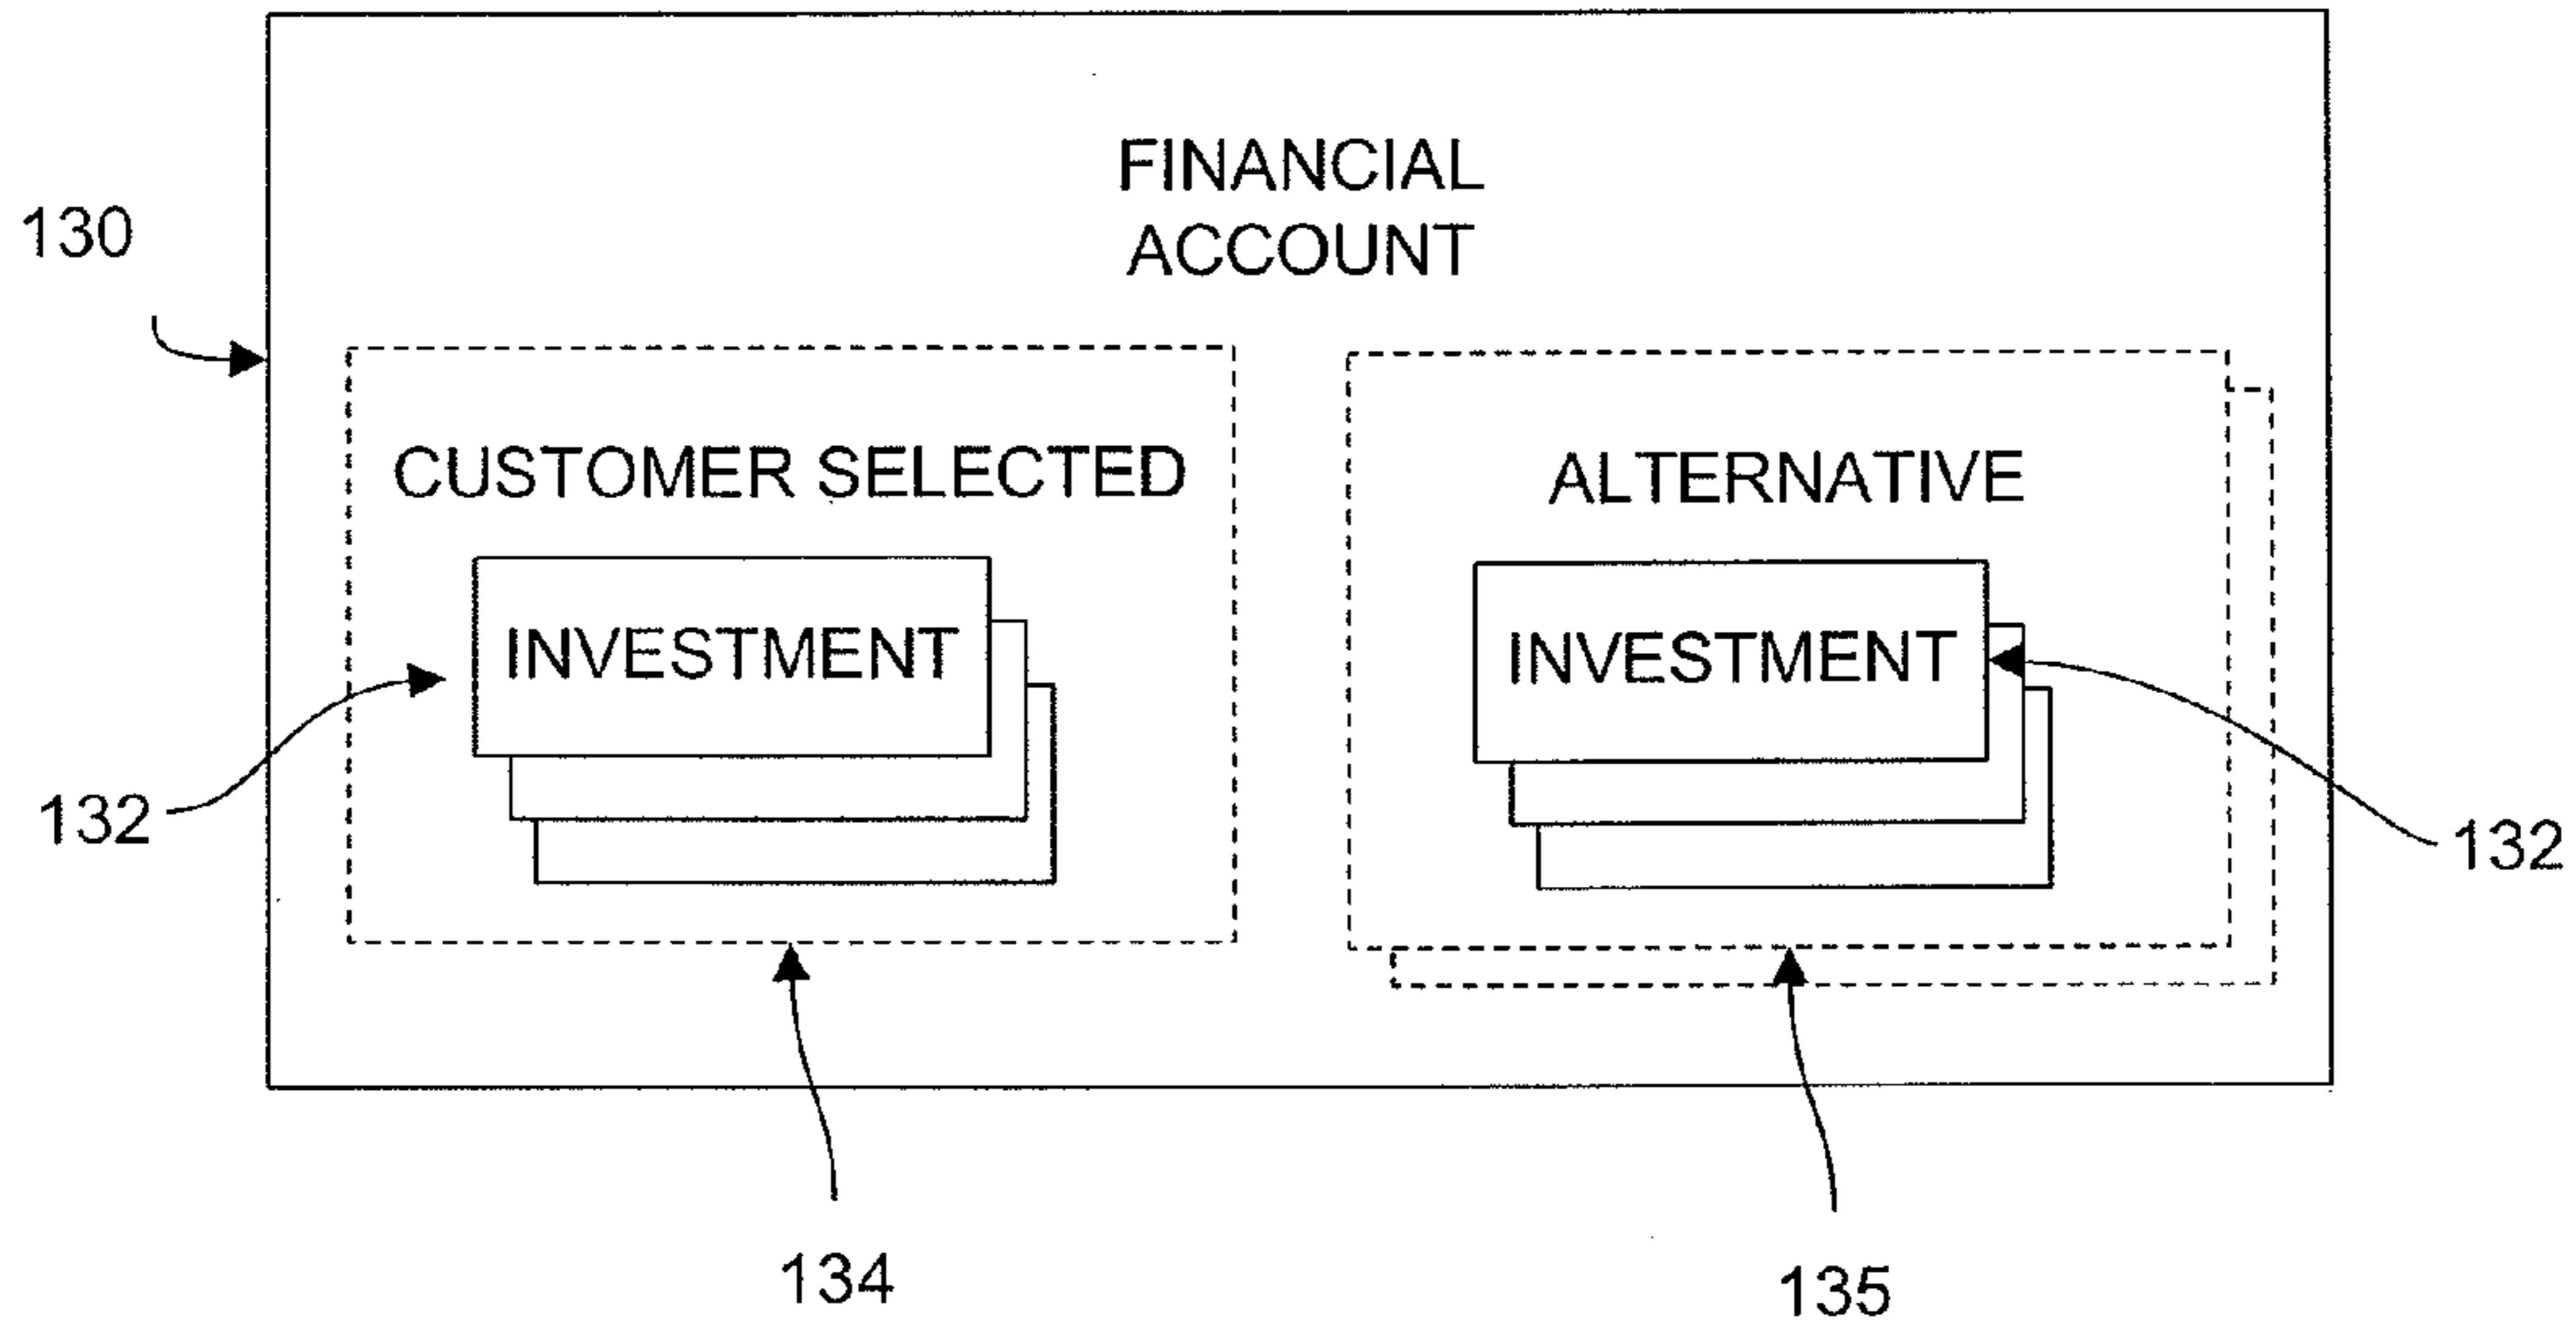 FINANCIAL
ACCOUNT
130
CUSTOMER SELECTED
ALTERNATIVE
INVESTMENT
INVESTMENT
132
132
134
135